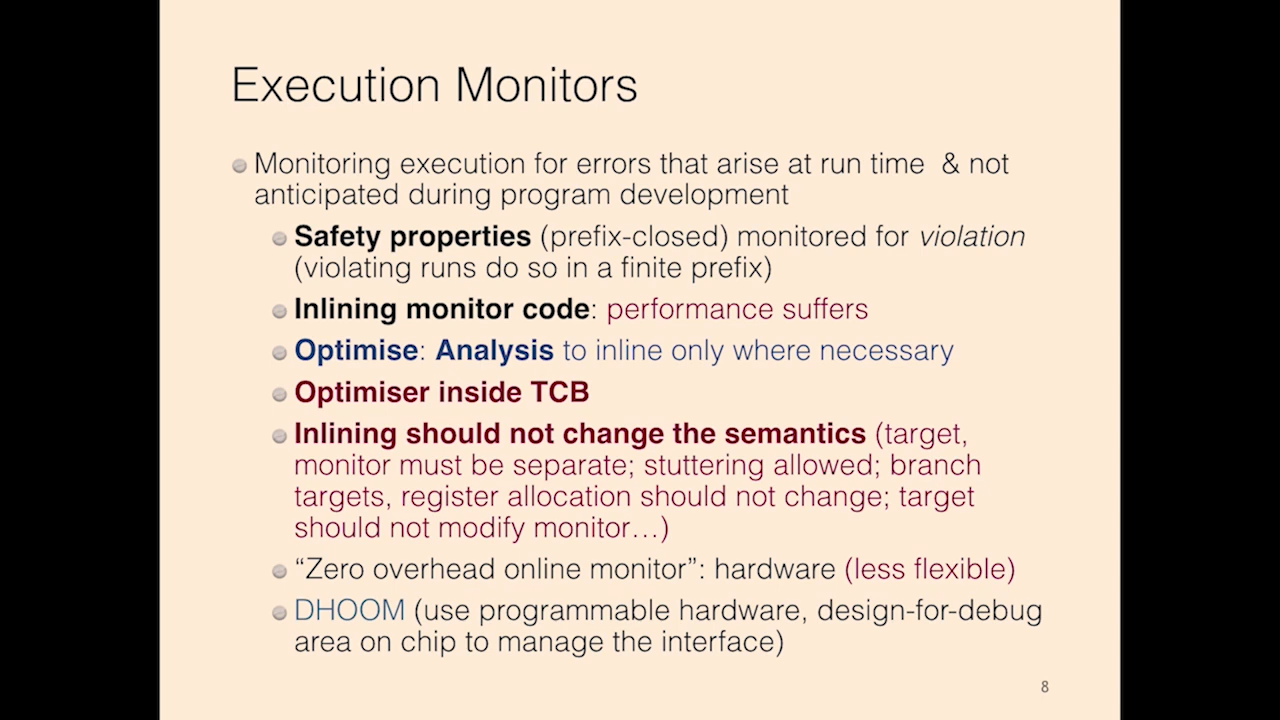 Execution Monitors
Monitoring execution for errors that arise at run time & not
anticipated during program development
Safety properties (prefix-closed) monitored for violation
(violating runs do so in a finite prefix)
Inlining monitor code: performance suffers
Optimise: Analysis to inline only where necessary
Optimiser inside TCB
Inlining should not change the semantics (target,
monitor must be separate; stuttering allowed; branch
targets, register allocation should not change; target
should not modify monitor…)
“Zero overhead online monitor”: hardware (less flexible)
DHOOM (use programmable hardware, design-for-debug
area on chip to manage the interface)
8